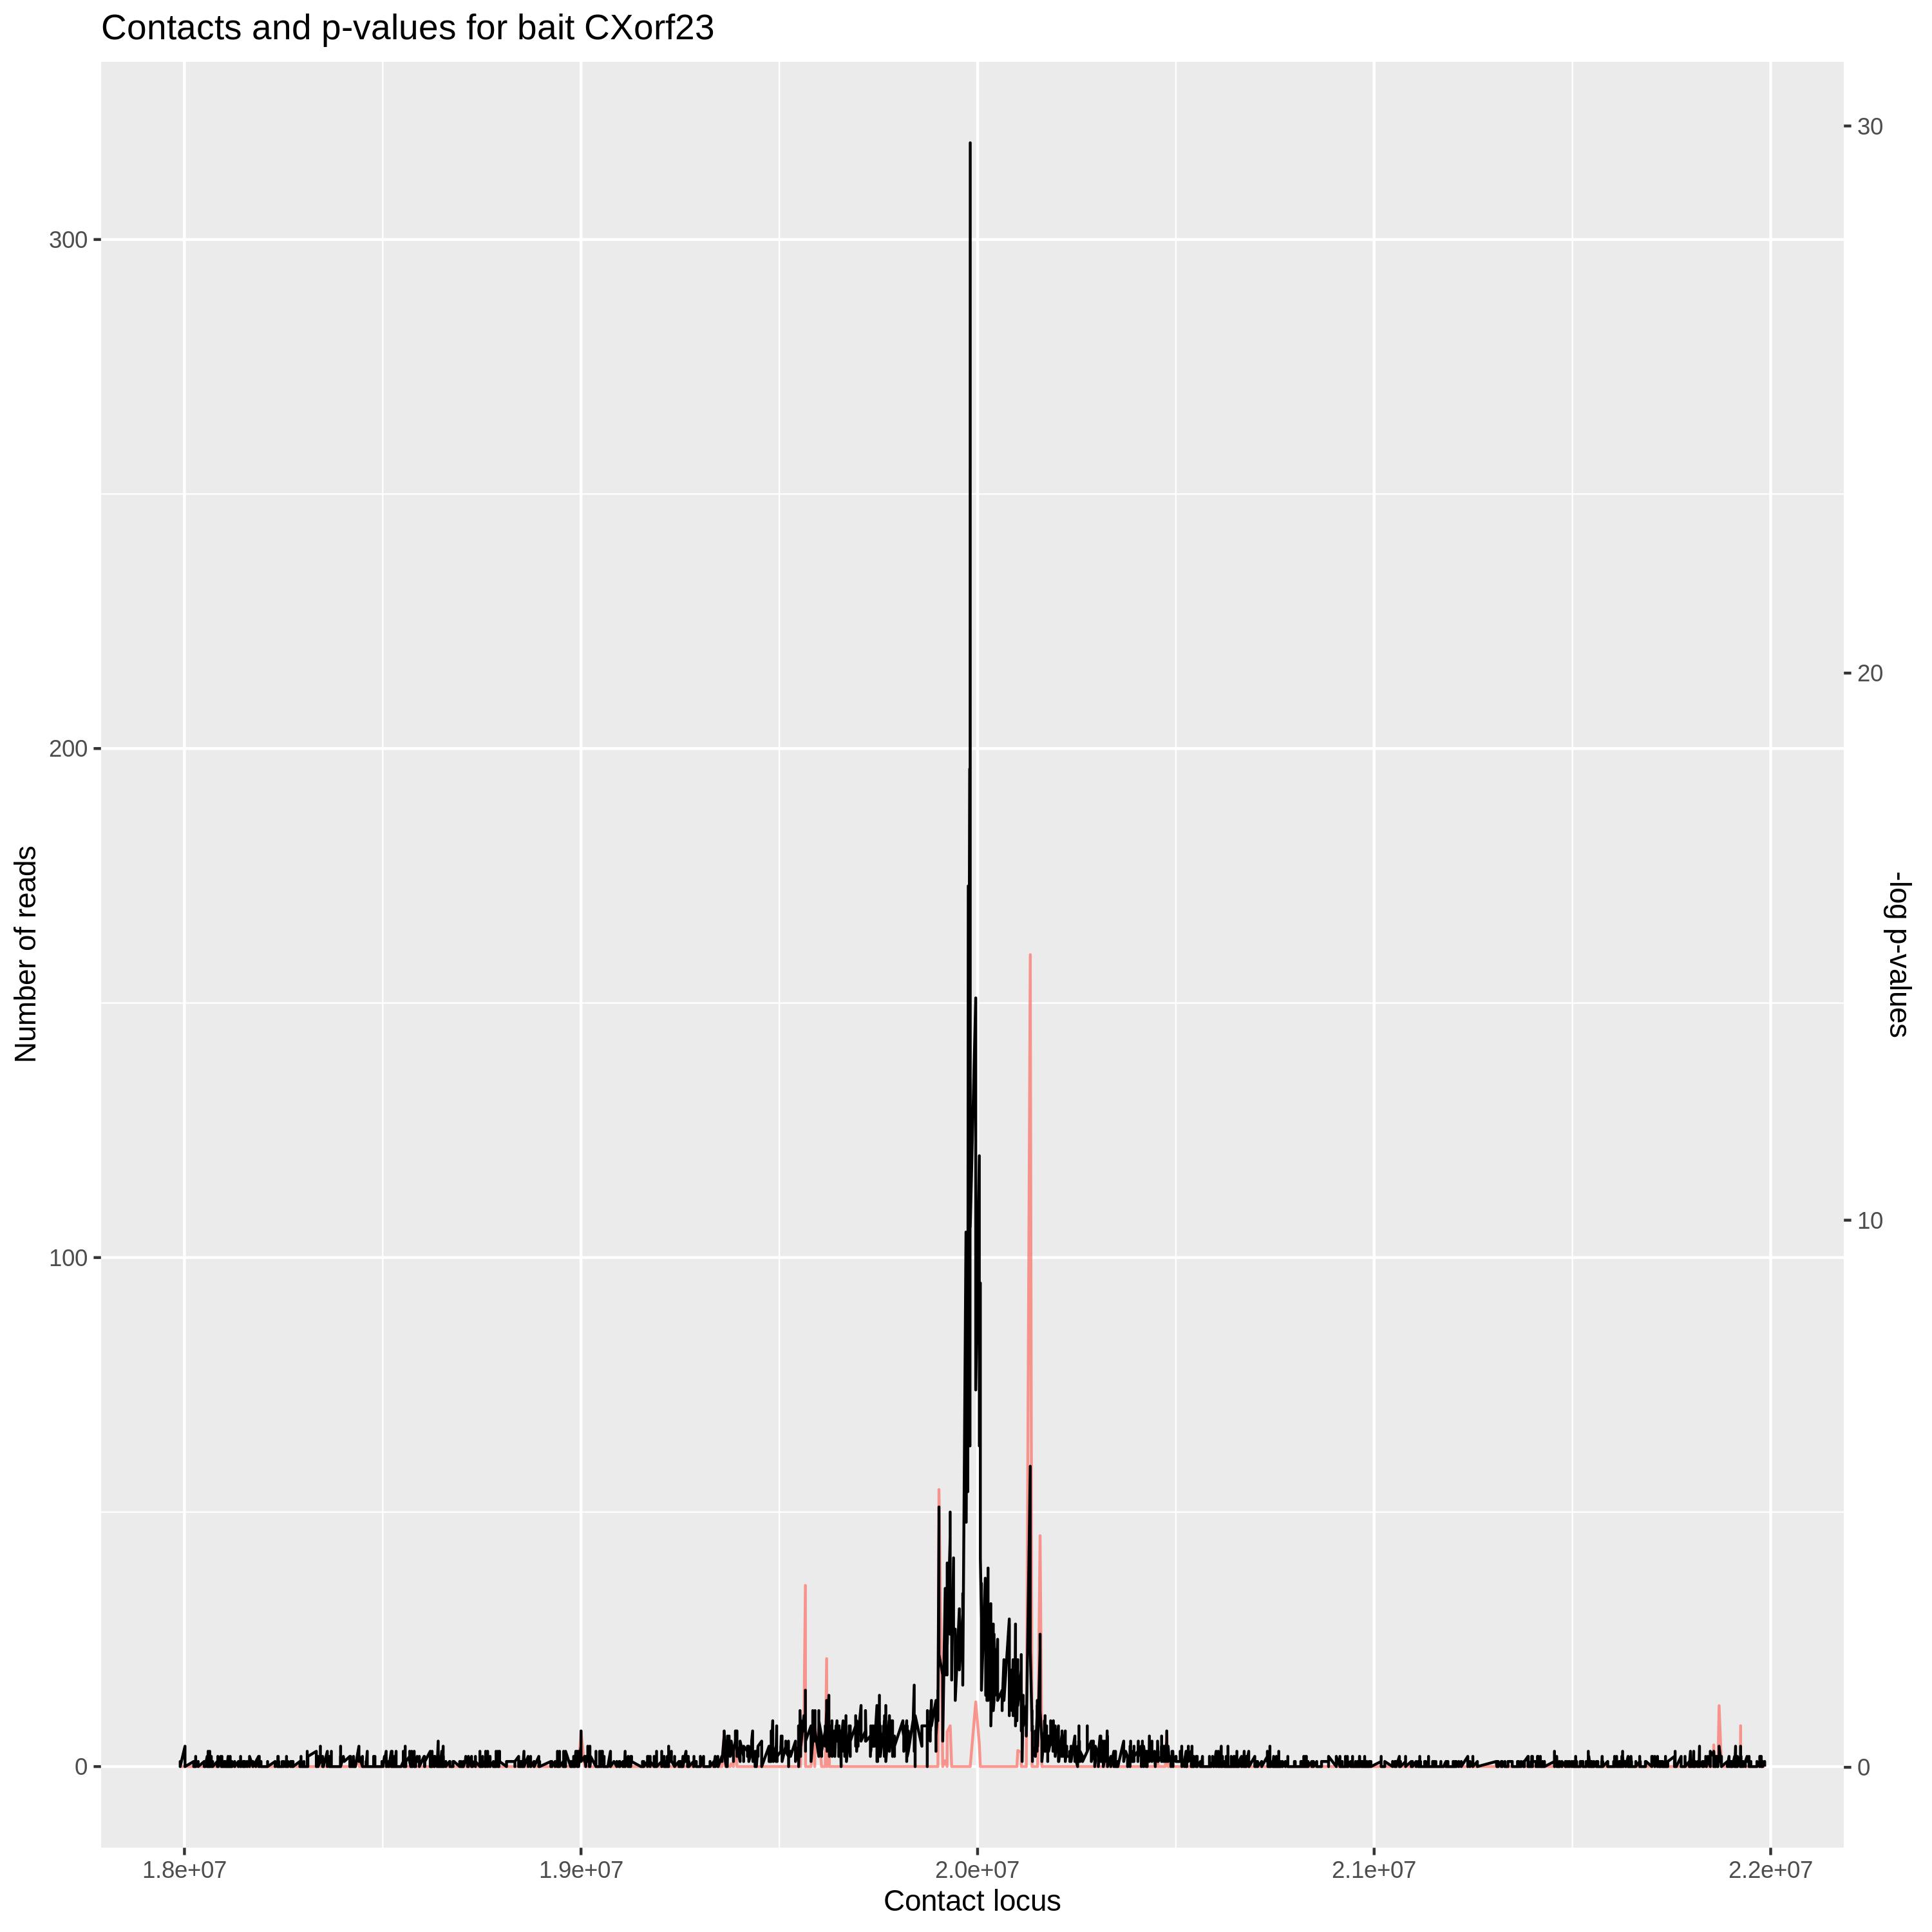 Contacts and p-values for bait CXorf23
300
200
100
0
Number of reads
30
20
10
0
-log p-values
1.8e+07 1.9e+07 2.0e+07 2.1e+07 2.2e+07
Contact locus